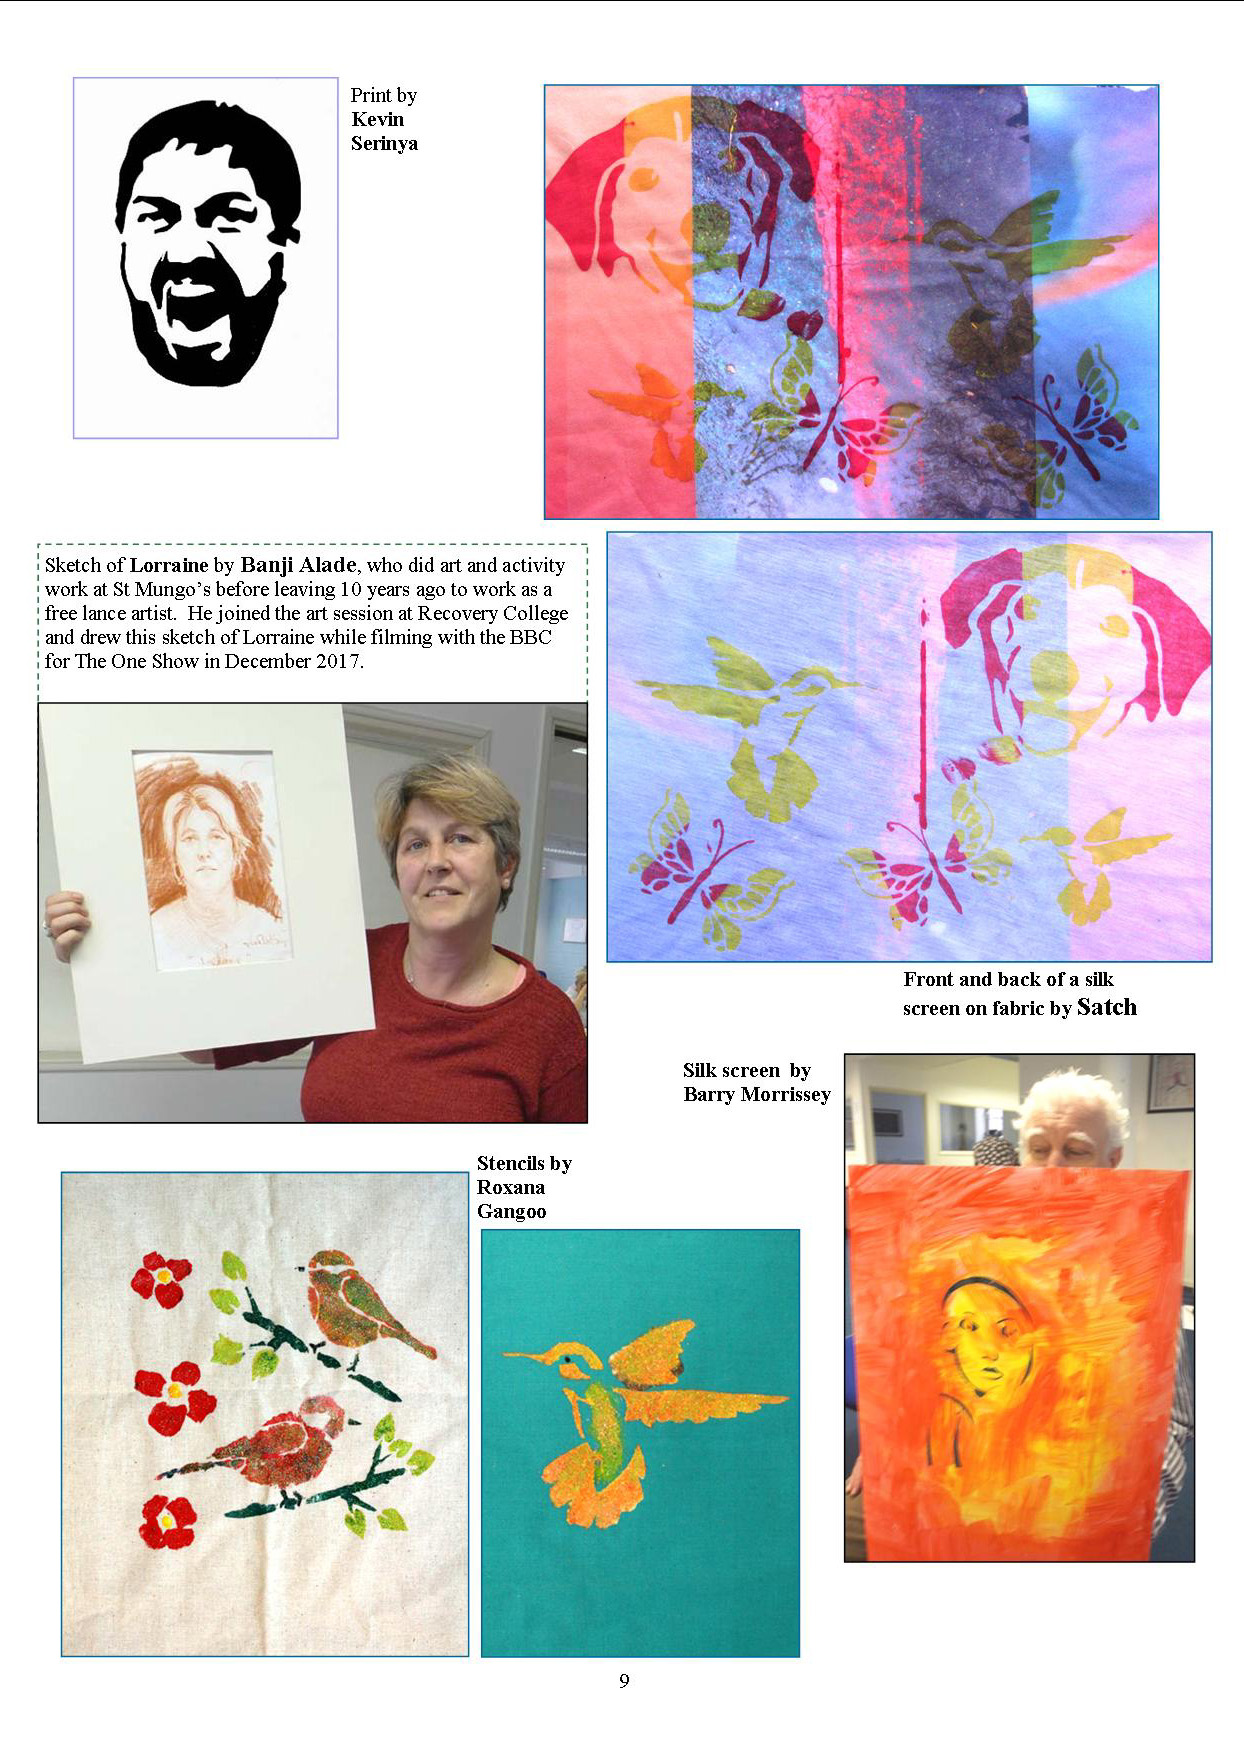 Print by
Kevin
Serinya
Sketch of Lorraine by Banji Alade, who did art and activity
work at St Mungo’s before leaving 10 years ago to work as a
free lance artist.  He joined the art session at Recovery College
and drew this sketch of Lorraine while filming with the BBC
for The One Show in December 2017.
Front and back of a silk
screen on fabric by Satch
Silk screen  by
Barry Morrissey
Stencils by
Roxana
Gangoo
9